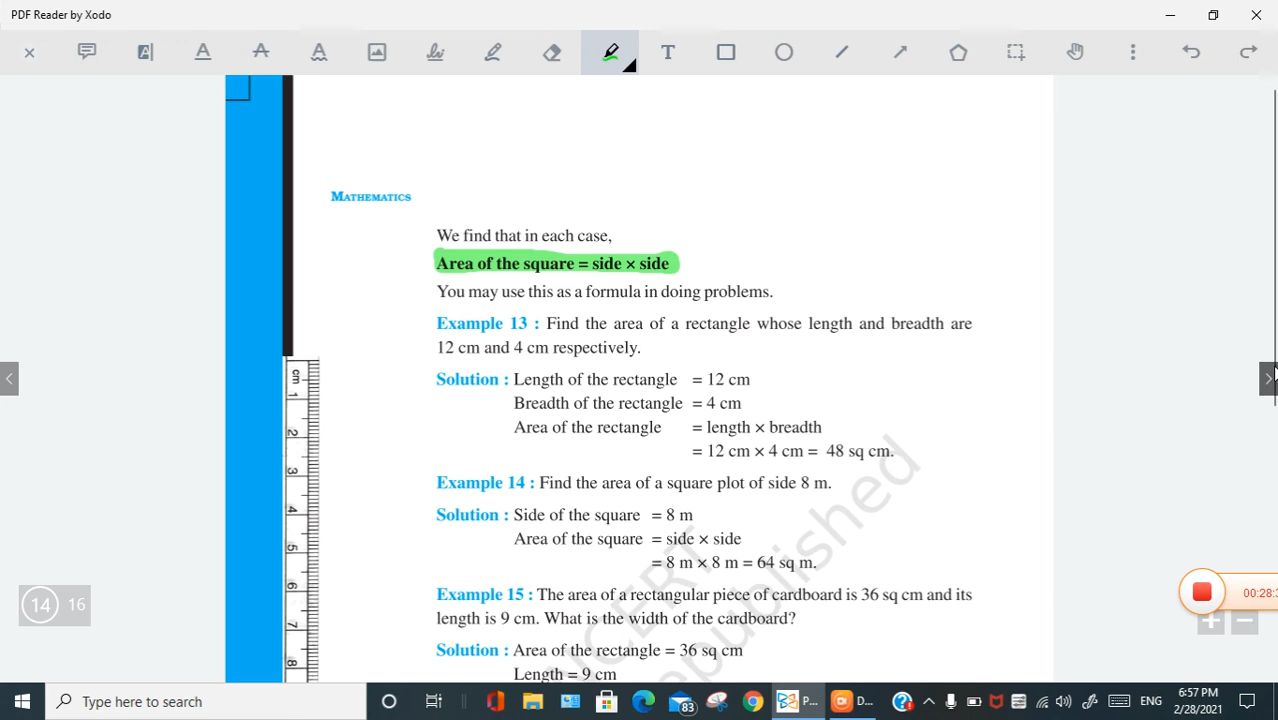 PDF Reader by Xodo
MATHEMATICS
We find that in each case,
Area of the square = side × side
You may use this as a formula in doing problems.
Example 13 : Find the area of a rectangle whose length and breadth are
12 cm and 4 cm respectively.
Solution : Length of the rectangle = 12 cm
Breadth of the rectangle = 4 cm
Area of the rectangle = length × breadth
= 12 cm × 4 cm = 48 sq cm.
Example 14 : Find the area of a square plot of side 8 m.
Solution : Side of the square = 8 m
Area of the square = side × side
= 8 m × 8 m = 64 sq m.
Example 15 : The area of a rectangular piece of cardboard is 36 sq cm and its
length is 9 cm. What is the width of the cardboard?
Solution : Area of the rectangle = 36 sq cm
Length = 9 cm
NCERT
republished
cm
1
2
3
4
5
6
7
8
14 16
00:28:3
Type here to search
83
P...
D...
ENG
6:57 PM
2/28/2021